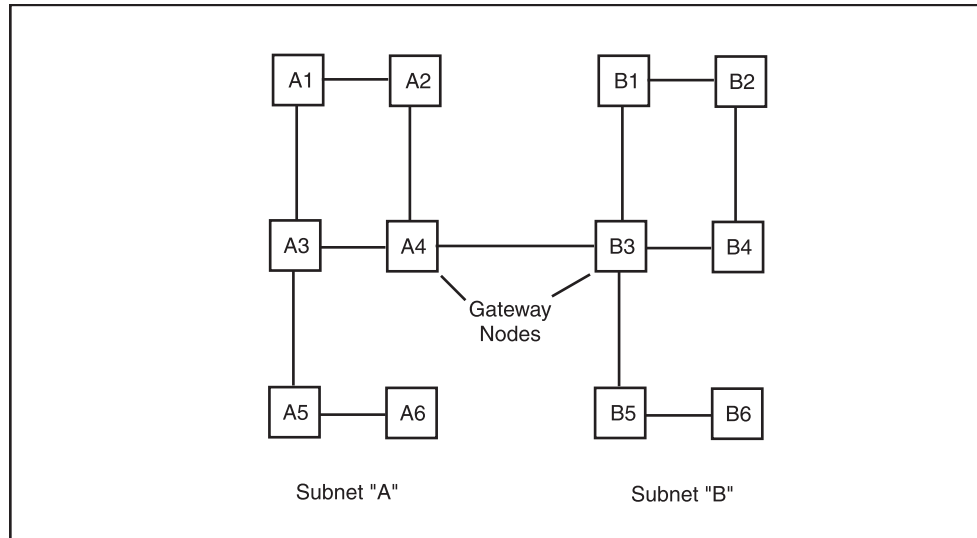 A1 A2 B1 B2
A3 A4 B3 B4
Gateway
Nodes
A5 A6 B5 B6
Subnet "A" Subnet "B"